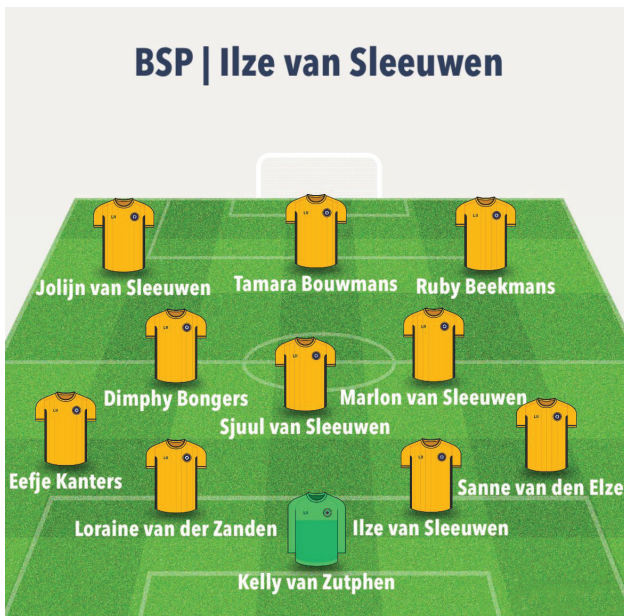 BSP | Ilze van Sleeuwen
Jolijn van Sleeuwen
Tamara Bouwmans
Ruby Beekmans
Dimphy Bongers
Marlon van Sleeuwen
Sjuul van Sleeuwen
Eefje Kanters
Sanne van den Elze
Loraine van der Zanden
Ilze van Sleeuwen
Kelly van Zutphen